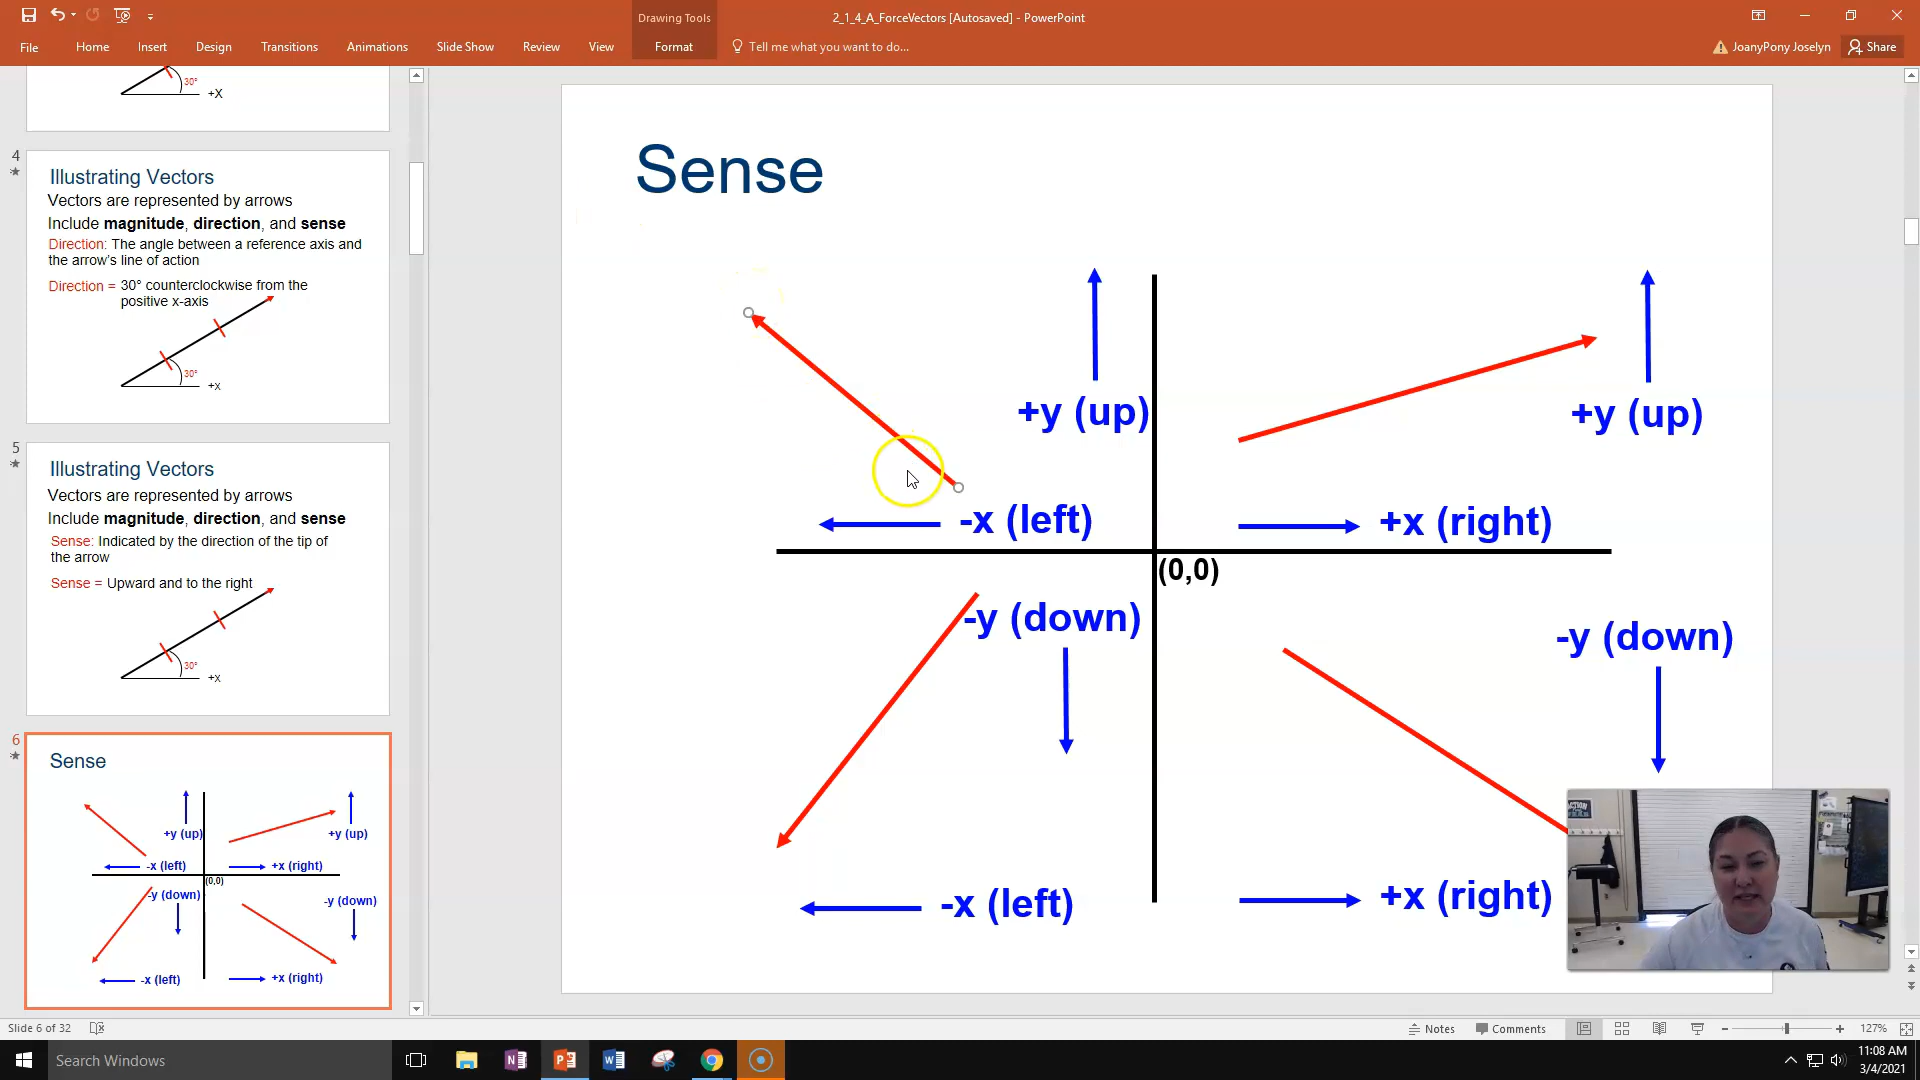 2_1_4_A_ForceVectors [Autosaved] - PowerPoint
Drawing Tools
File Home Insert Design Transitions Animations Slide Show Review View Format Tell me what you want to do...
JoanyPony Joselyn Share
30°
+X
4
Illustrating Vectors
Vectors are represented by arrows
Include magnitude, direction, and sense
Direction: The angle between a reference axis and
the arrow's line of action
Direction = 30° counterclockwise from the
positive x-axis
30°
+X
5
Illustrating Vectors
Vectors are represented by arrows
Include magnitude, direction, and sense
Sense: Indicated by the direction of the tip of
the arrow
Sense = Upward and to the right
30°
+X
6
Sense
+y (up) +y (up)
-x (left) +x (right)
(0,0)
-y (down) -y (down)
-x (left) +x (right)
Sense
+y (up) +y (up)
-x (left) +x (right)
(0,0)
-y (down) -y (down)
-x (left) +x (right)
Slide 6 of 32
Notes Comments 127%
Search Windows
11:08 AM
3/4/2021